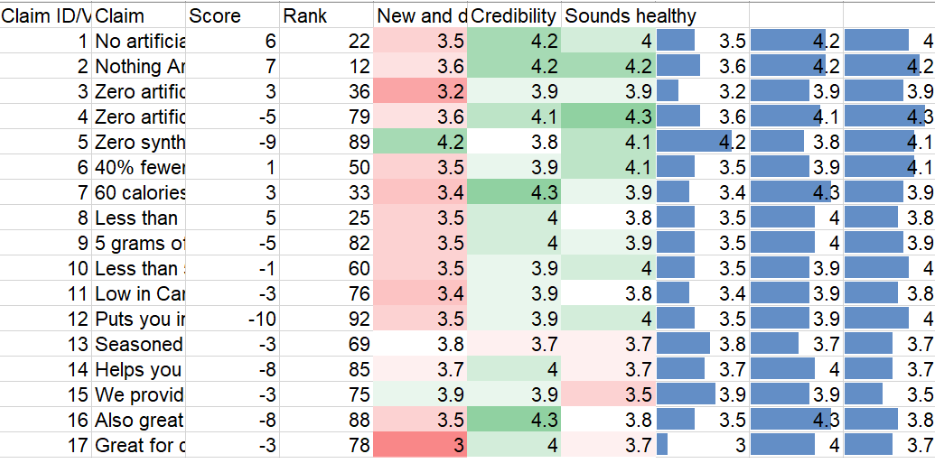 Claim ID/V Claim Score Rank New and d Credibility Sounds healthy
1 No artificia 6 22 3.5 4.2 4 3.5 4.2 4
2 Nothing Ar 7 12 3.6 4.2 4.2 3.6 4.2 4.2
3 Zero artific 3 36 3.2 3.9 3.9 3.2 3.9 3.9
4 Zero artific -5 79 3.6 4.1 4.3 3.6 4.1 4.3
5 Zero synth -9 89 4.2 3.8 4.1 4.2 3.8 4.1
6 40% fewer 1 50 3.5 3.9 4.1 3.5 3.9 4.1
7 60 calories 3 33 3.4 4.3 3.9 3.4 4.3 3.9
8 Less than 5 25 3.5 4 3.8 3.5 4 3.8
9 5 grams of -5 82 3.5 4 3.9 3.5 4 3.9
10 Less than : -1 60 3.5 3.9 4 3.5 3.9 4
11 Low in Car -3 76 3.4 3.9 3.8 3.4 3.9 3.8
12 Puts you ir -10 92 3.5 3.9 4 3.5 3.9 4
13 Seasoned -3 69 3.8 3.7 3.7 3.8 3.7 3.7
14 Helps you -8 85 3.7 4 3.7 3.7 4 3.7
15 We provid -3 75 3.9 3.9 3.5 3.9 3.9 3.5
16 Also great -8 88 3.5 4.3 3.8 3.5 4.3 3.8
17 Great for c -3 78 3 4 3.7 3 4 3.7